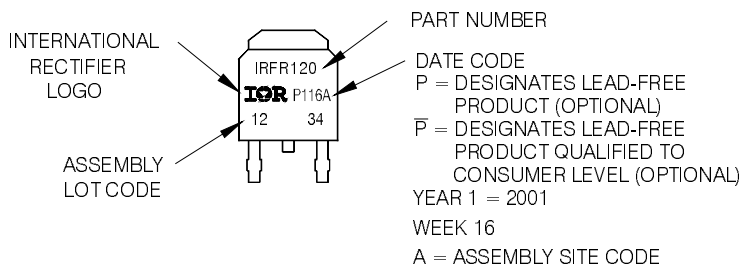 INTERNATIONAL
RECTIFIER
LOGO
ASSEMBLY
LOT CODE
IRFR120
IOR P116A
12 34
PART NUMBER
DATE CODE
P = DESIGNATES LEAD-FREE
PRODUCT (OPTIONAL)
P̅ = DESIGNATES LEAD-FREE
PRODUCT QUALIFIED TO
CONSUMER LEVEL (OPTIONAL)
YEAR 1 = 2001
WEEK 16
A = ASSEMBLY SITE CODE